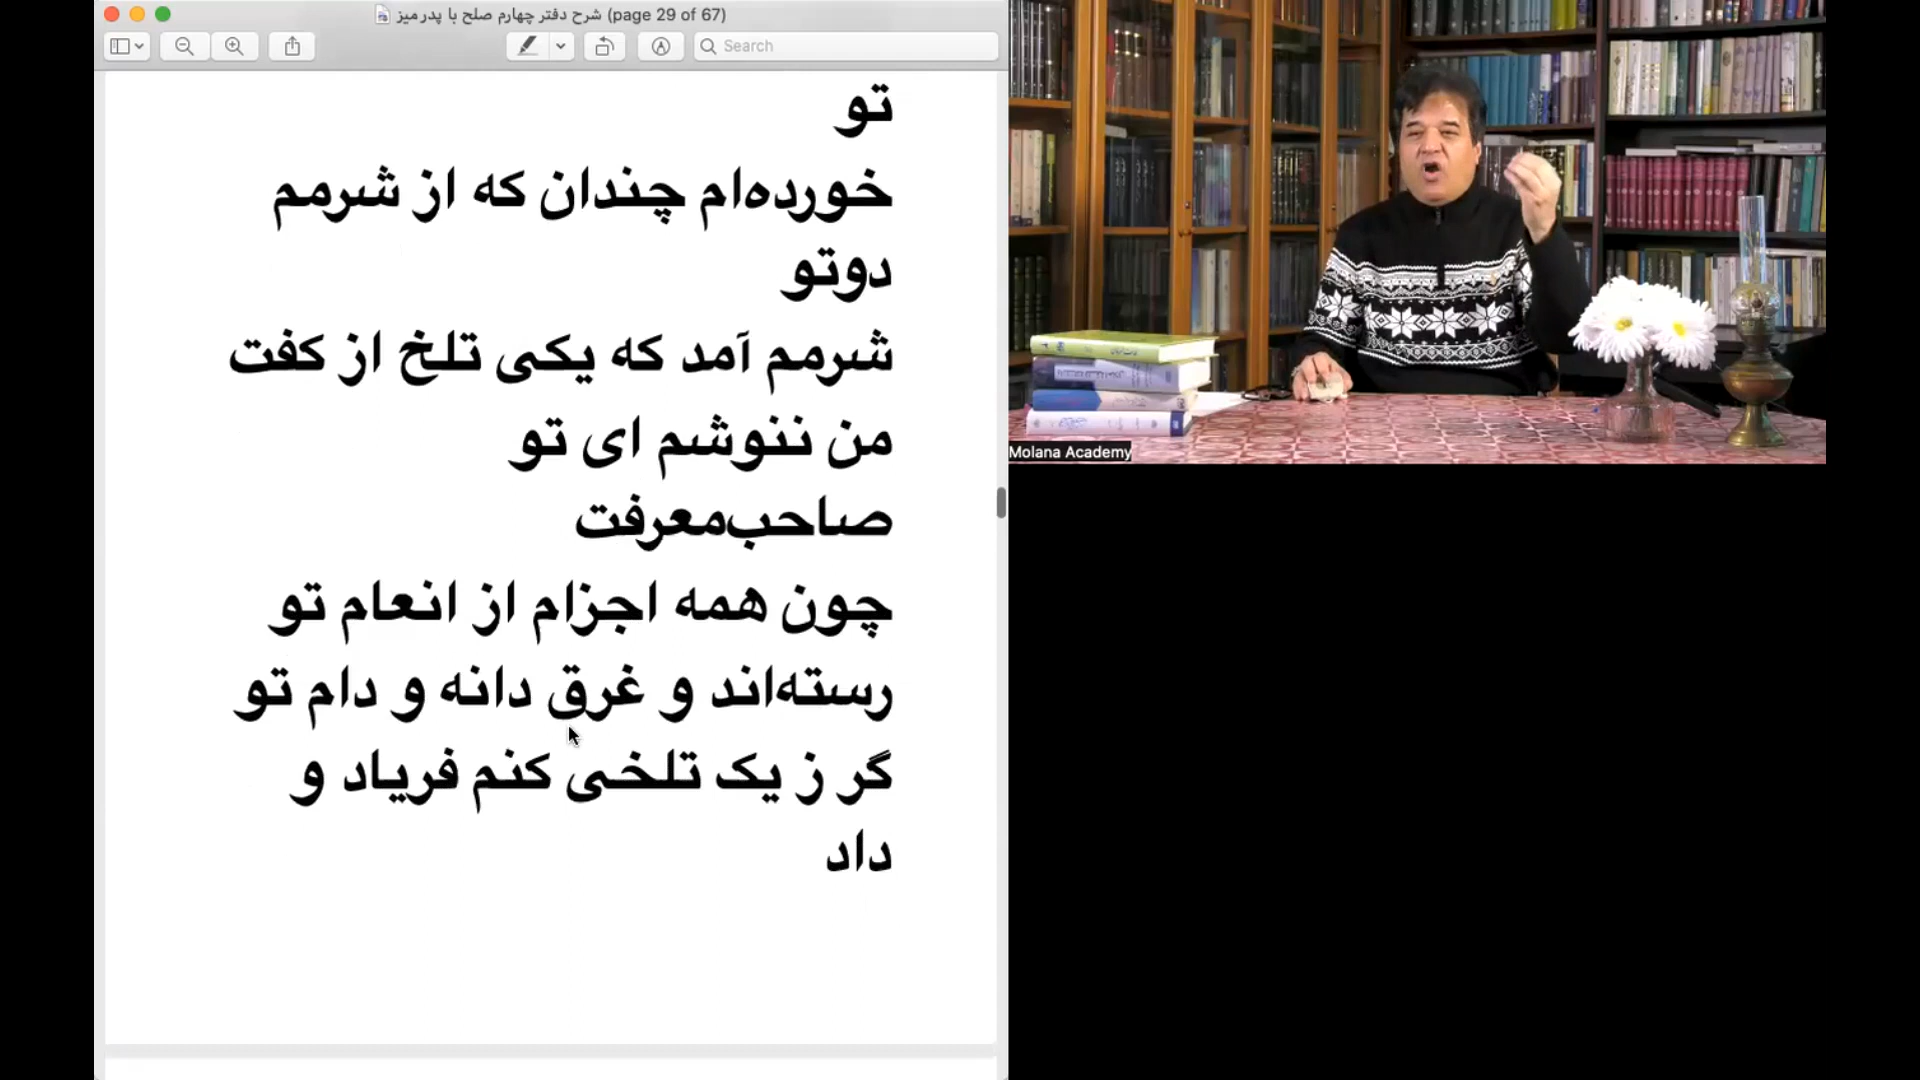 شرح دفتر چهارم صلح با پدر میز (page 29 of 67)
Search
تو
خورده‌ام چندان که از شرمم
دوتو
شرمم آمد که یکی تلخ از کفت
من ننوشم ای تو
صاحب‌معرفت
چون همه اجزام از انعام تو
رسته‌اند و غرق دانه و دام تو
گر ز یک تلخی کنم فریاد و
داد
Molana Academy